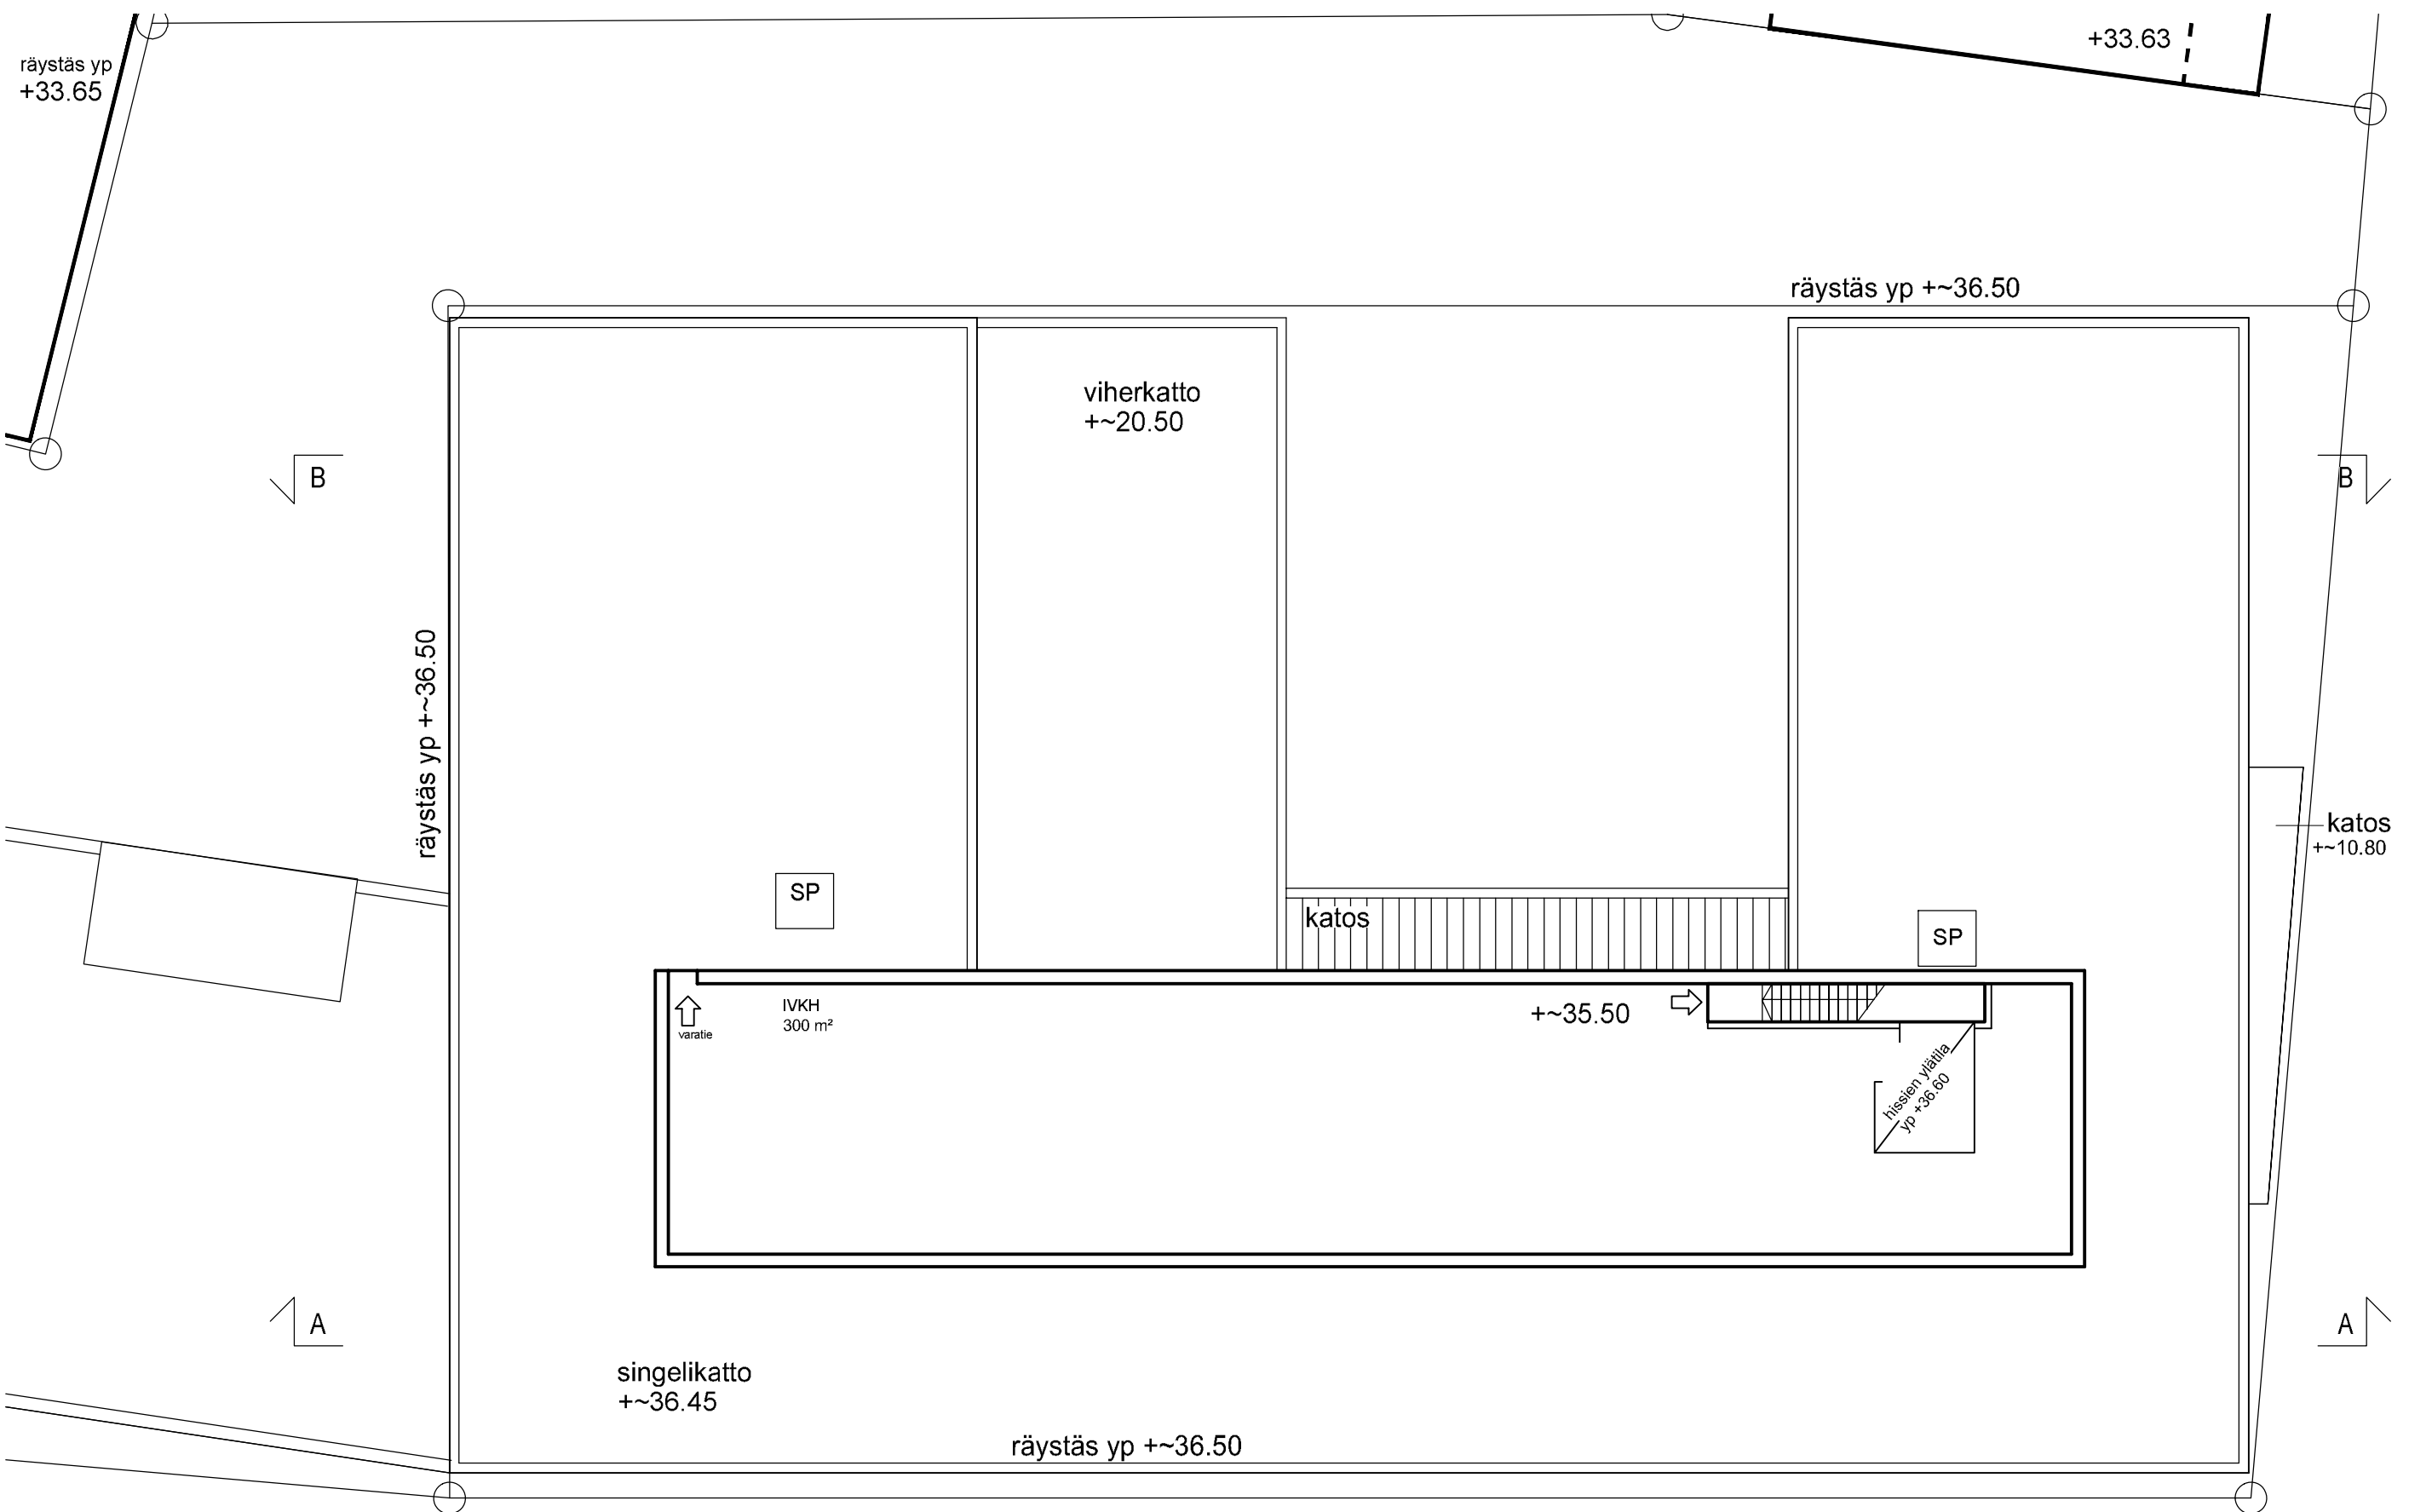 +33.63
räystäs yp
+33.65
räystäs yp +~36.50
viherkatto
+~20.50
B
B
räystäs yp +~36.50
katos
+~10.80
SP
katos
SP
IVKH
300 m²
varatie
+~35.50
hissien ylätila
yp +36.60
A
A
singelikatto
+~36.45
räystäs yp +~36.50